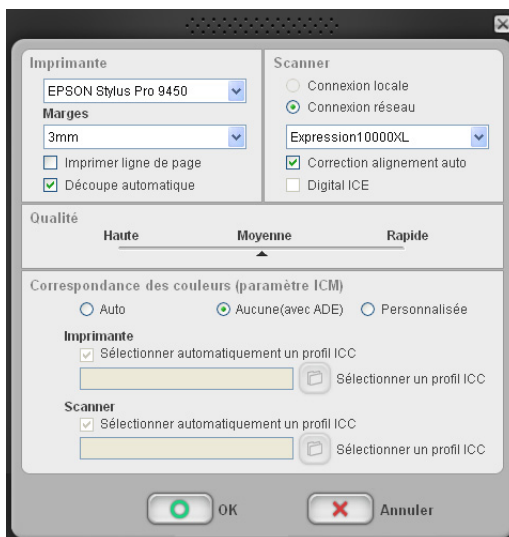 Imprimante
EPSON Stylus Pro 9450
Marges
3mm
Imprimer ligne de page
Découpe automatique
Scanner
Connexion locale
Connexion réseau
Expression10000XL
Correction alignement auto
Digital ICE
Qualité
Haute Moyenne Rapide
Correspondance des couleurs (paramètre ICM)
Auto Aucune(avec ADE) Personnalisée
Imprimante
Sélectionner automatiquement un profil ICC
Sélectionner un profil ICC
Scanner
Sélectionner automatiquement un profil ICC
Sélectionner un profil ICC
OK Annuler